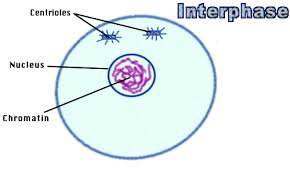 Interphase
Centrioles
Nucleus
Chromatin